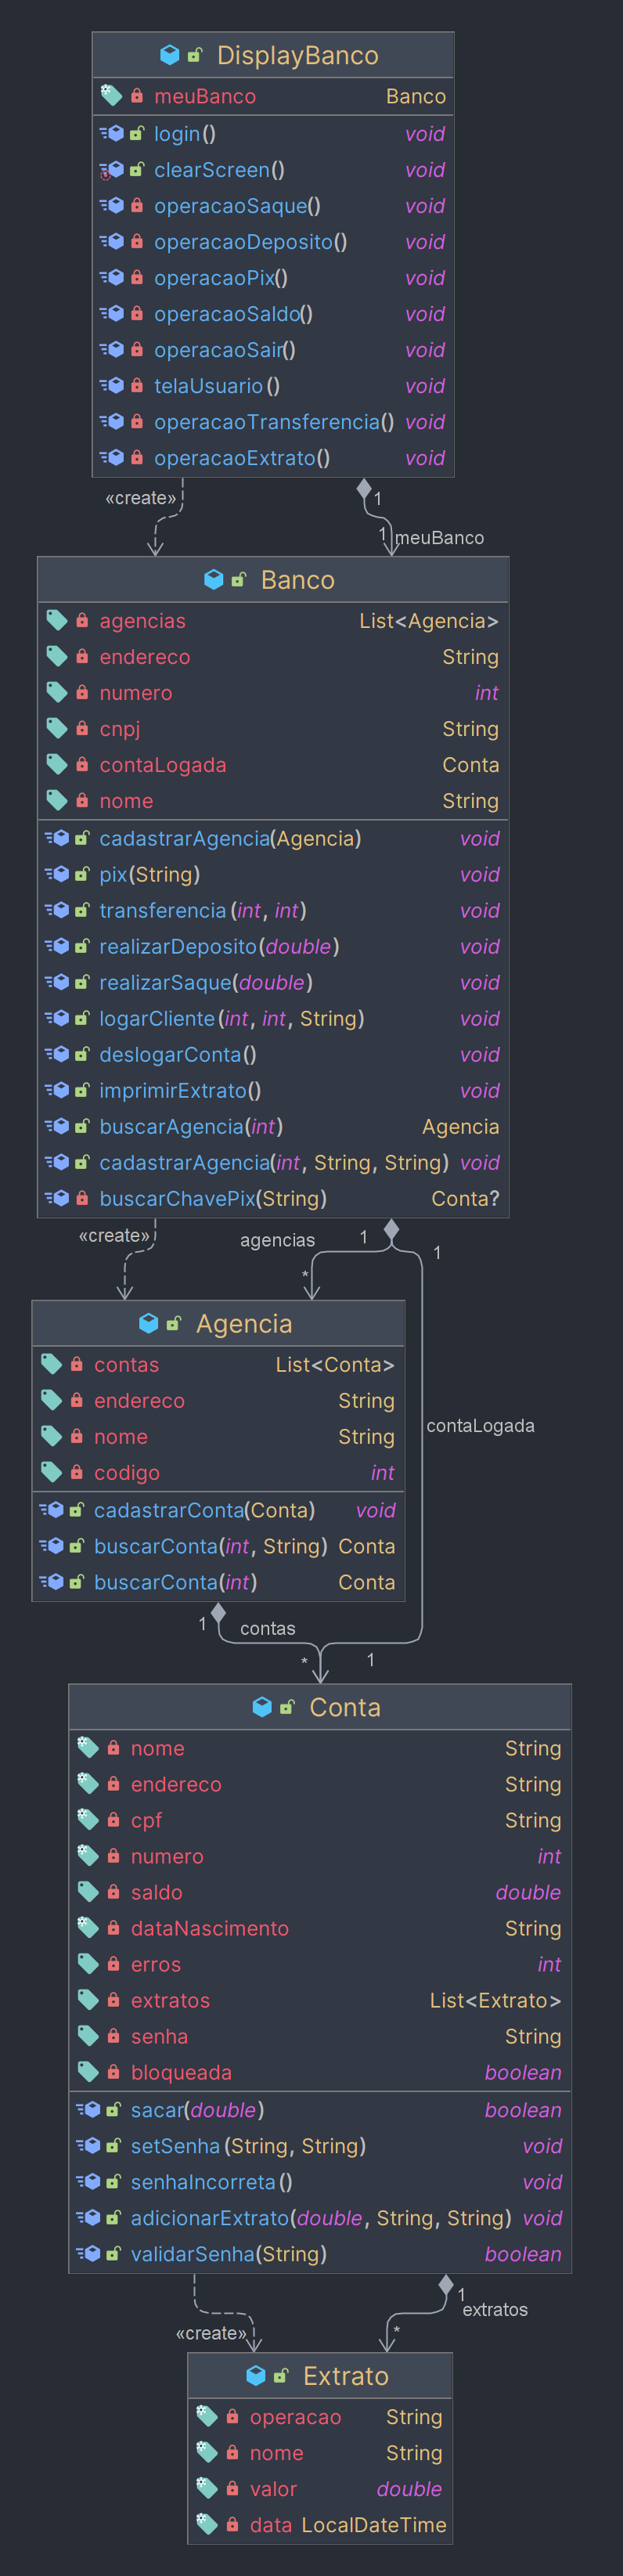 DisplayBanco
meuBanco Banco
login() void
clearScreen() void
operacaoSaque() void
operacaoDeposito() void
operacaoPix() void
operacaoSaldo() void
operacaoSair() void
telaUsuario() void
operacaoTransferencia() void
operacaoExtrato() void
«create» 1
1 meuBanco
Banco
agencias List<Agencia>
endereco String
numero int
cnpj String
contaLogada Conta
nome String
cadastrarAgencia(Agencia) void
pix(String) void
transferencia(int, int) void
realizarDeposito(double) void
realizarSaque(double) void
logarCliente(int, int, String) void
deslogarConta() void
imprimirExtrato() void
buscarAgencia(int) Agencia
cadastrarAgencia(int, String, String) void
buscarChavePix(String) Conta?
«create» agencias 1 1
*
Agencia
contas List<Conta>
endereco String
nome String
codigo int
contaLogada
cadastrarConta(Conta) void
buscarConta(int, String) Conta
buscarConta(int) Conta
1 contas
* 1
Conta
nome String
endereco String
cpf String
numero int
saldo double
dataNascimento String
erros int
extratos List<Extrato>
senha String
bloqueada boolean
sacar(double) boolean
setSenha(String, String) void
senhaIncorreta() void
adicionarExtrato(double, String, String) void
validarSenha(String) boolean
1
extratos
«create» *
Extrato
operacao String
nome String
valor double
data LocalDateTime